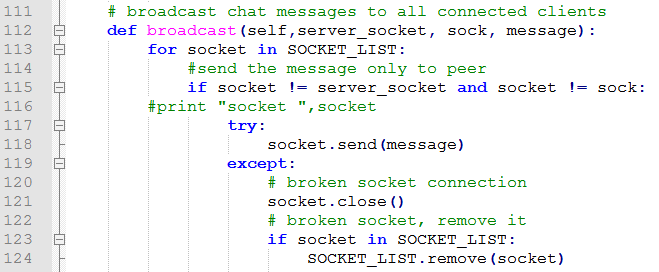 111 # broadcast chat messages to all connected clients
112 def broadcast(self,server_socket, sock, message):
113 for socket in SOCKET_LIST:
114 #send the message only to peer
115 if socket != server_socket and socket != sock:
116 #print "socket ",socket
117 try:
118 socket.send(message)
119 except:
120 # broken socket connection
121 socket.close()
122 # broken socket, remove it
123 if socket in SOCKET_LIST:
124 SOCKET_LIST.remove(socket)